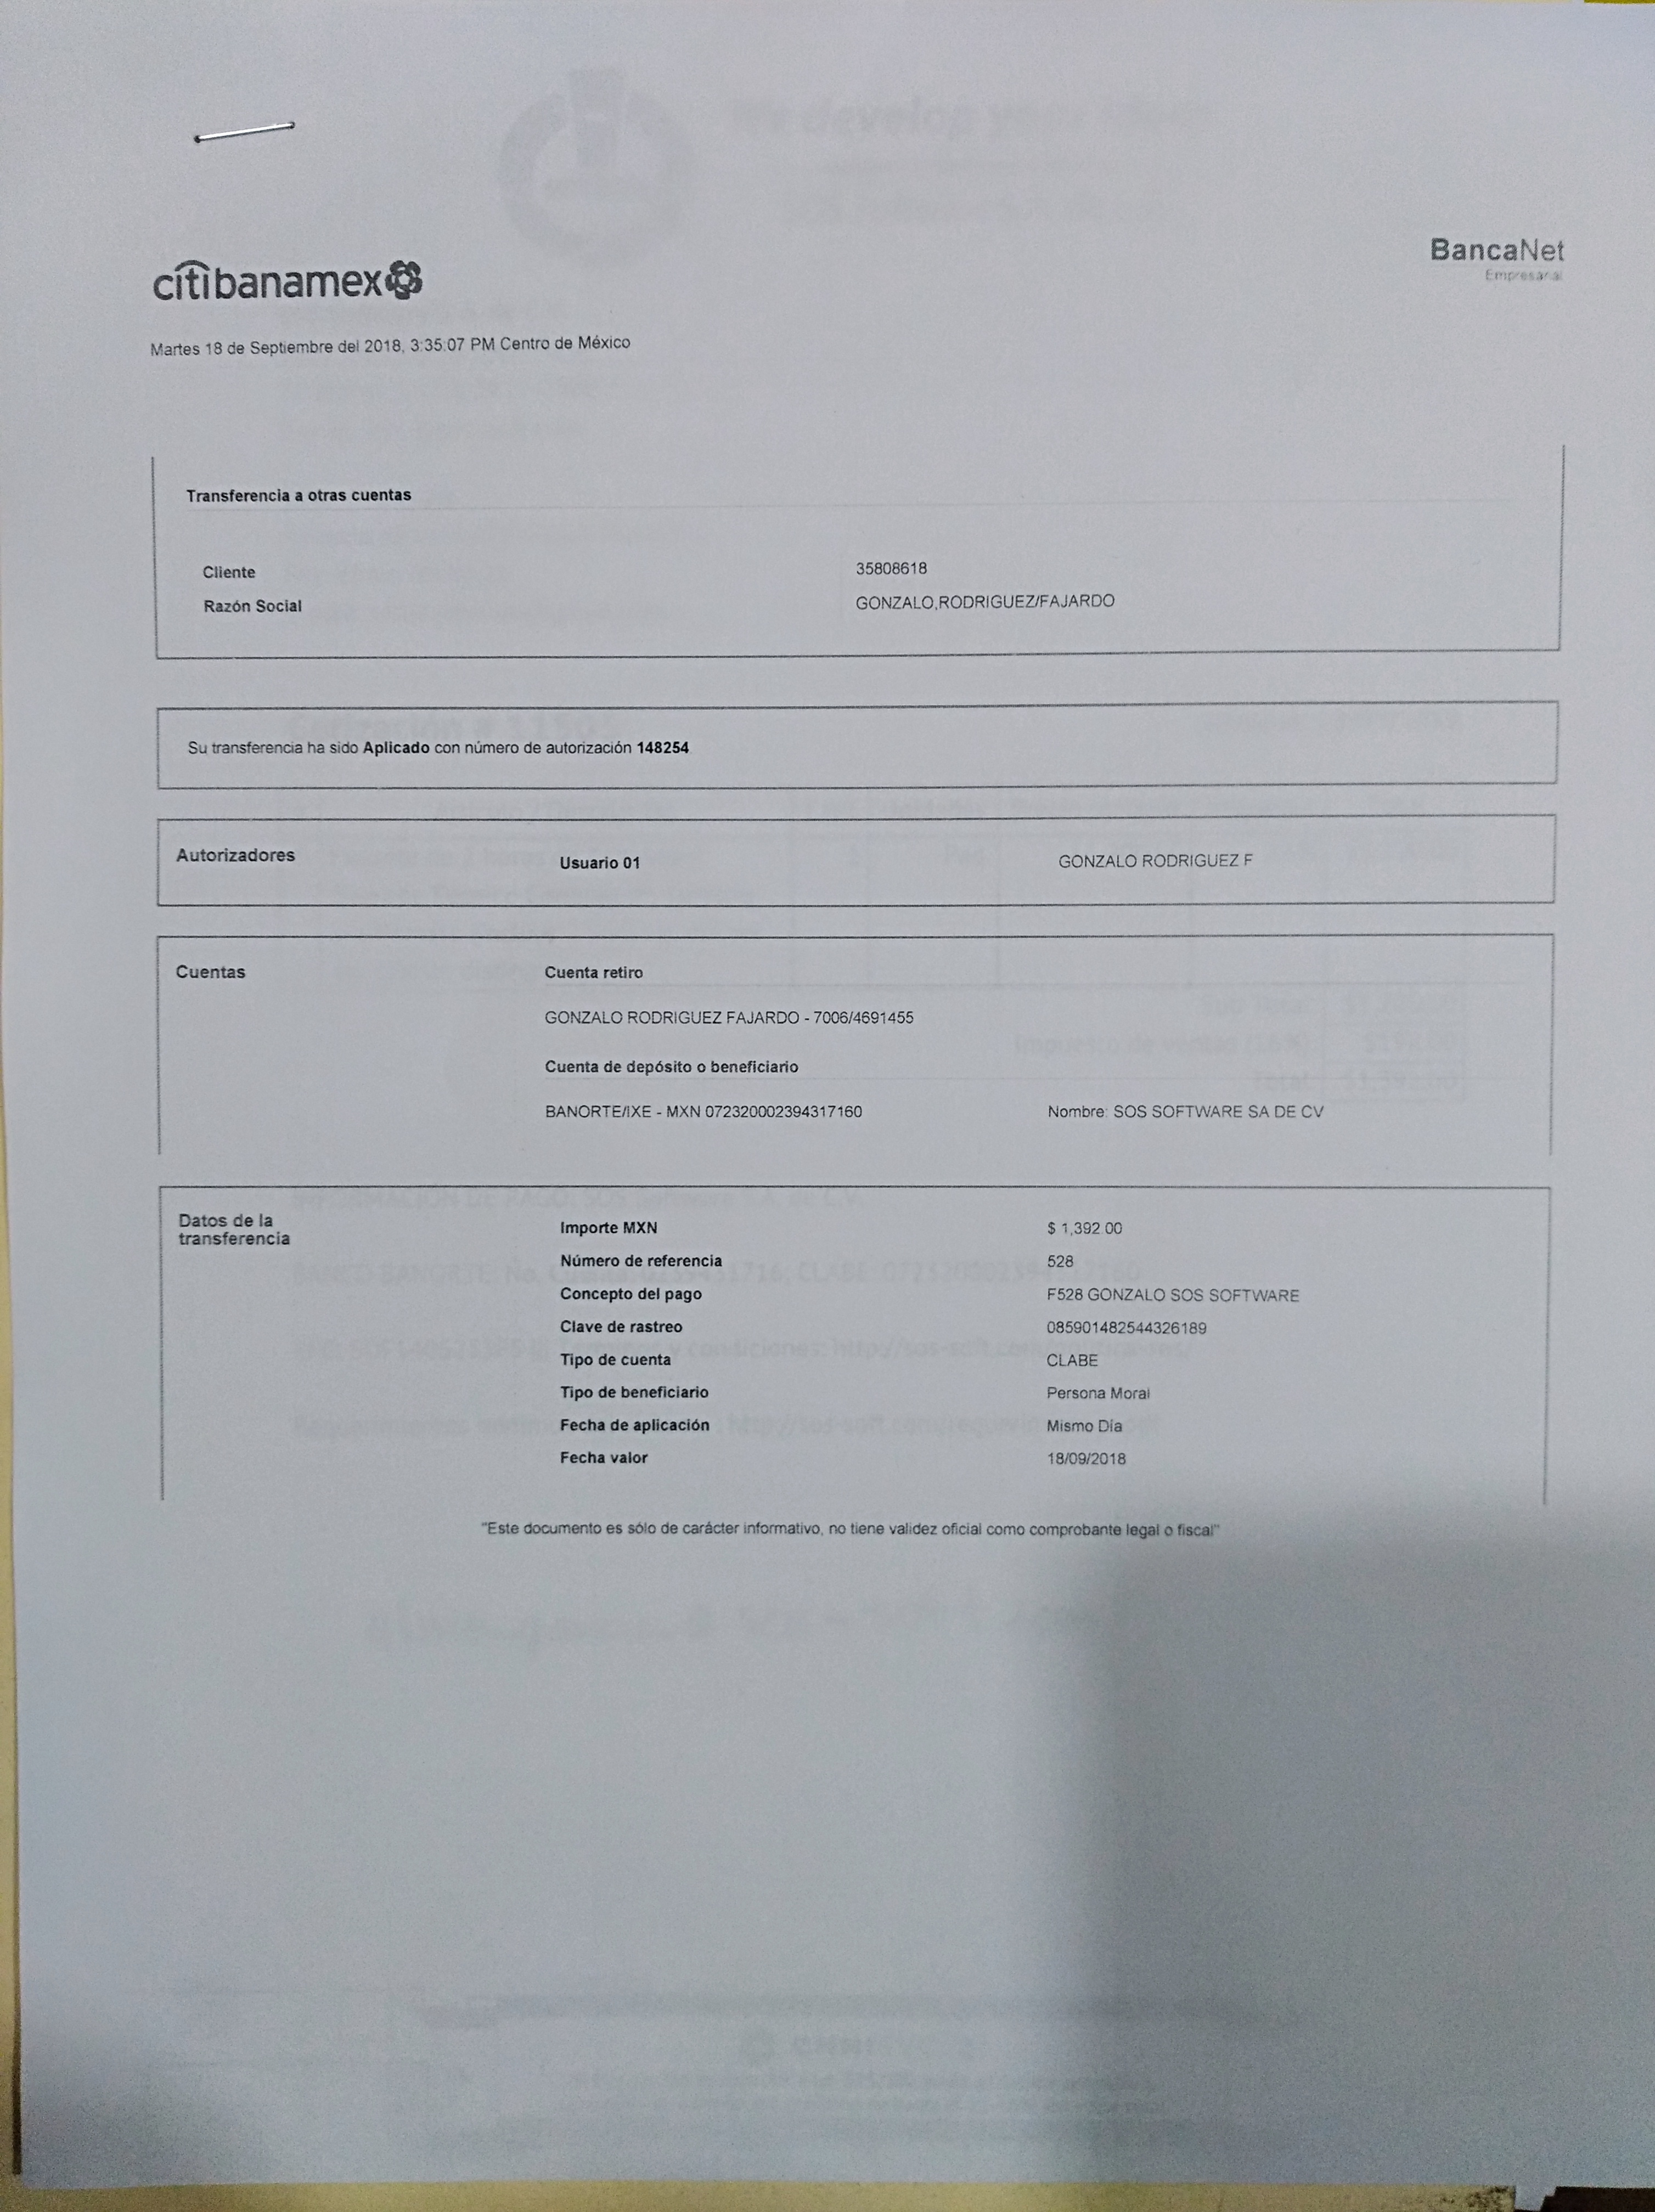 citibanamex
BancaNet
Empresarial
Martes 18 de Septiembre del 2018, 3:35:07 PM Centro de México
Transferencia a otras cuentas
Cliente 35808618
Razón Social GONZALO,RODRIGUEZ/FAJARDO
Su transferencia ha sido Aplicado con número de autorización 148254
Autorizadores Usuario 01 GONZALO RODRIGUEZ F
Cuentas Cuenta retiro
GONZALO RODRIGUEZ FAJARDO - 7006/4691455
Cuenta de depósito o beneficiario
BANORTE/IXE - MXN 072320002394317160 Nombre: SOS SOFTWARE SA DE CV
Datos de la
transferencia
Importe MXN $ 1,392.00
Número de referencia 528
Concepto del pago F528 GONZALO SOS SOFTWARE
Clave de rastreo 085901482544326189
Tipo de cuenta CLABE
Tipo de beneficiario Persona Moral
Fecha de aplicación Mismo Día
Fecha valor 18/09/2018
"Este documento es sólo de carácter informativo, no tiene validez oficial como comprobante legal o fiscal"